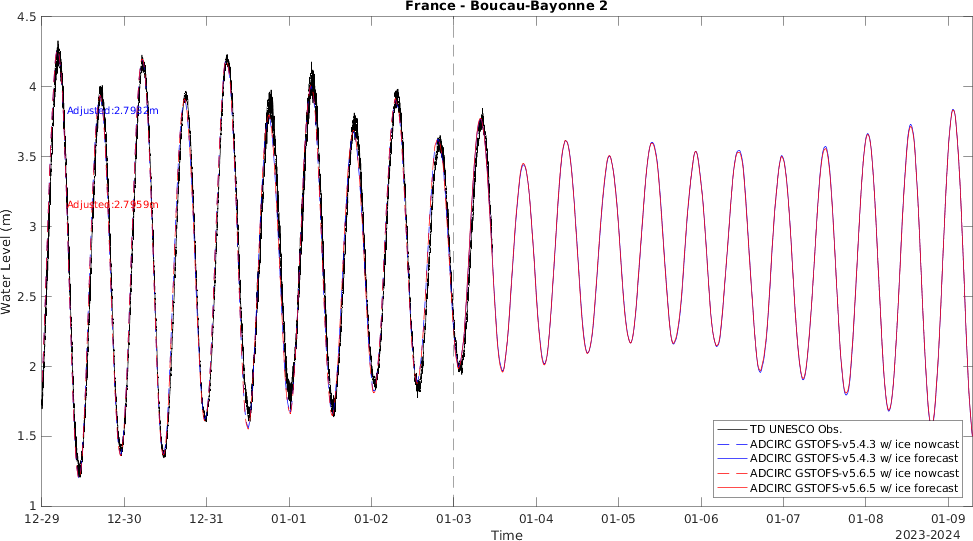 France - Boucau-Bayonne 2
4.5
4
3.5
3
2.5
2
1.5
1
Water Level (m)
Adjusted:2.7982m
Adjusted:2.7959m
TD UNESCO Obs.
ADCIRC GSTOFS-v5.4.3 w/ ice nowcast
ADCIRC GSTOFS-v5.4.3 w/ ice forecast
ADCIRC GSTOFS-v5.6.5 w/ ice nowcast
ADCIRC GSTOFS-v5.6.5 w/ ice forecast
12-29 12-30 12-31 01-01 01-02 01-03 01-04 01-05 01-06 01-07 01-08 01-09
Time
2023-2024